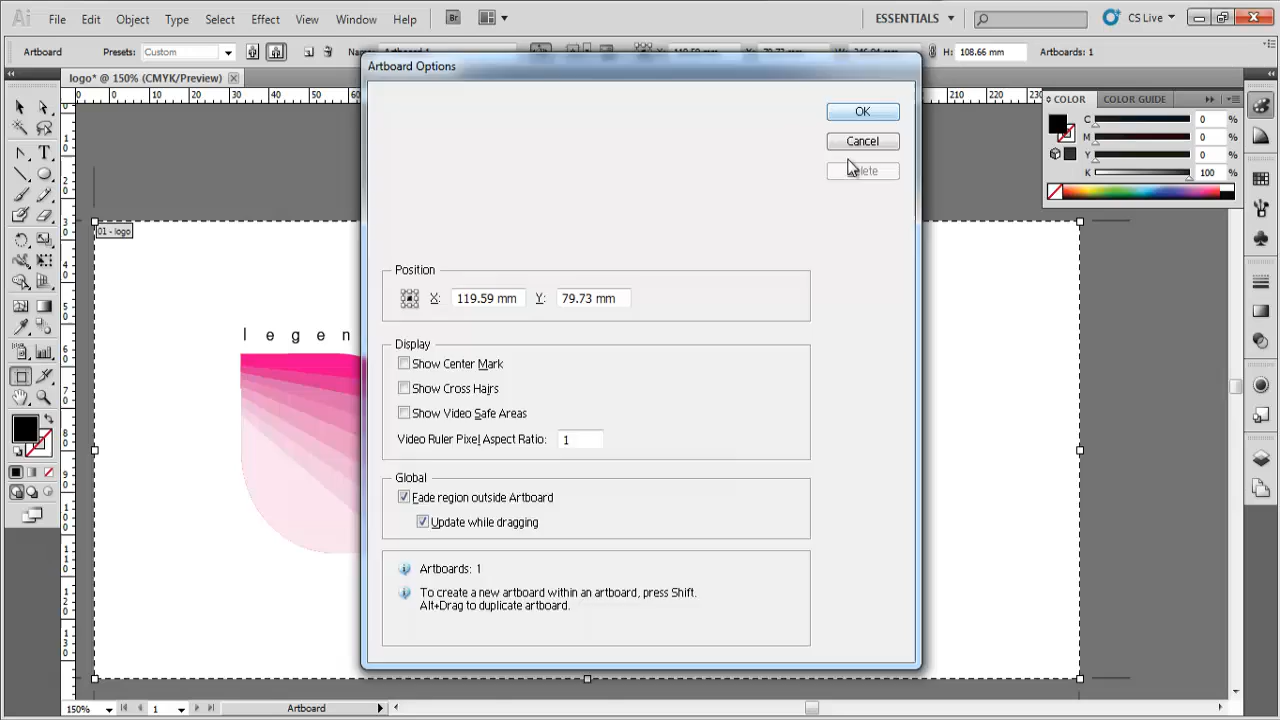 Ai File Edit Object Type Select Effect View Window Help Br ESSENTIALS CS Live
Artboard Presets: Custom H: 108.66 mm Artboards: 1
logo* @ 150% (CMYK/Preview)
Artboard Options
OK
Cancel
COLOR COLOR GUIDE
C 0 %
M 0 %
Y 0 %
K 100 %
01 - logo
Position
X: 119.59 mm Y: 79.73 mm
l e g e n
Display
Show Center Mark
Show Cross Hairs
Show Video Safe Areas
Video Ruler Pixel Aspect Ratio: 1
Global
Fade region outside Artboard
Update while dragging
Artboards: 1
To create a new artboard within an artboard, press Shift.
Alt+Drag to duplicate artboard.
150% 1 Artboard